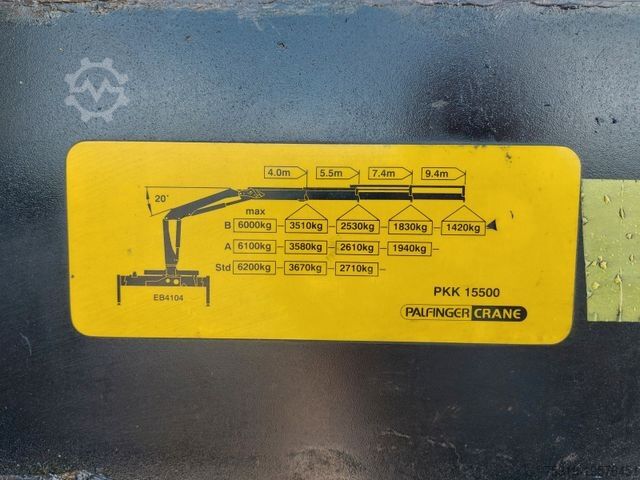 4.0m 5.5m 7.4m 9.4m
20°
max
B 6000kg 3510kg 2530kg 1830kg 1420kg
A 6100kg 3580kg 2610kg 1940kg
Std 6200kg 3670kg 2710kg
EB4104
PKK 15500
PALFINGER CRANE